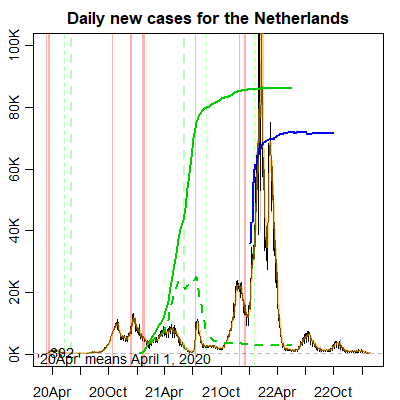 Daily new cases for the Netherlands
100K
80K
60K
40K
20K
0K
'20Apr' means April 1, 2020
20Apr
20Oct
21Apr
21Oct
22Apr
22Oct